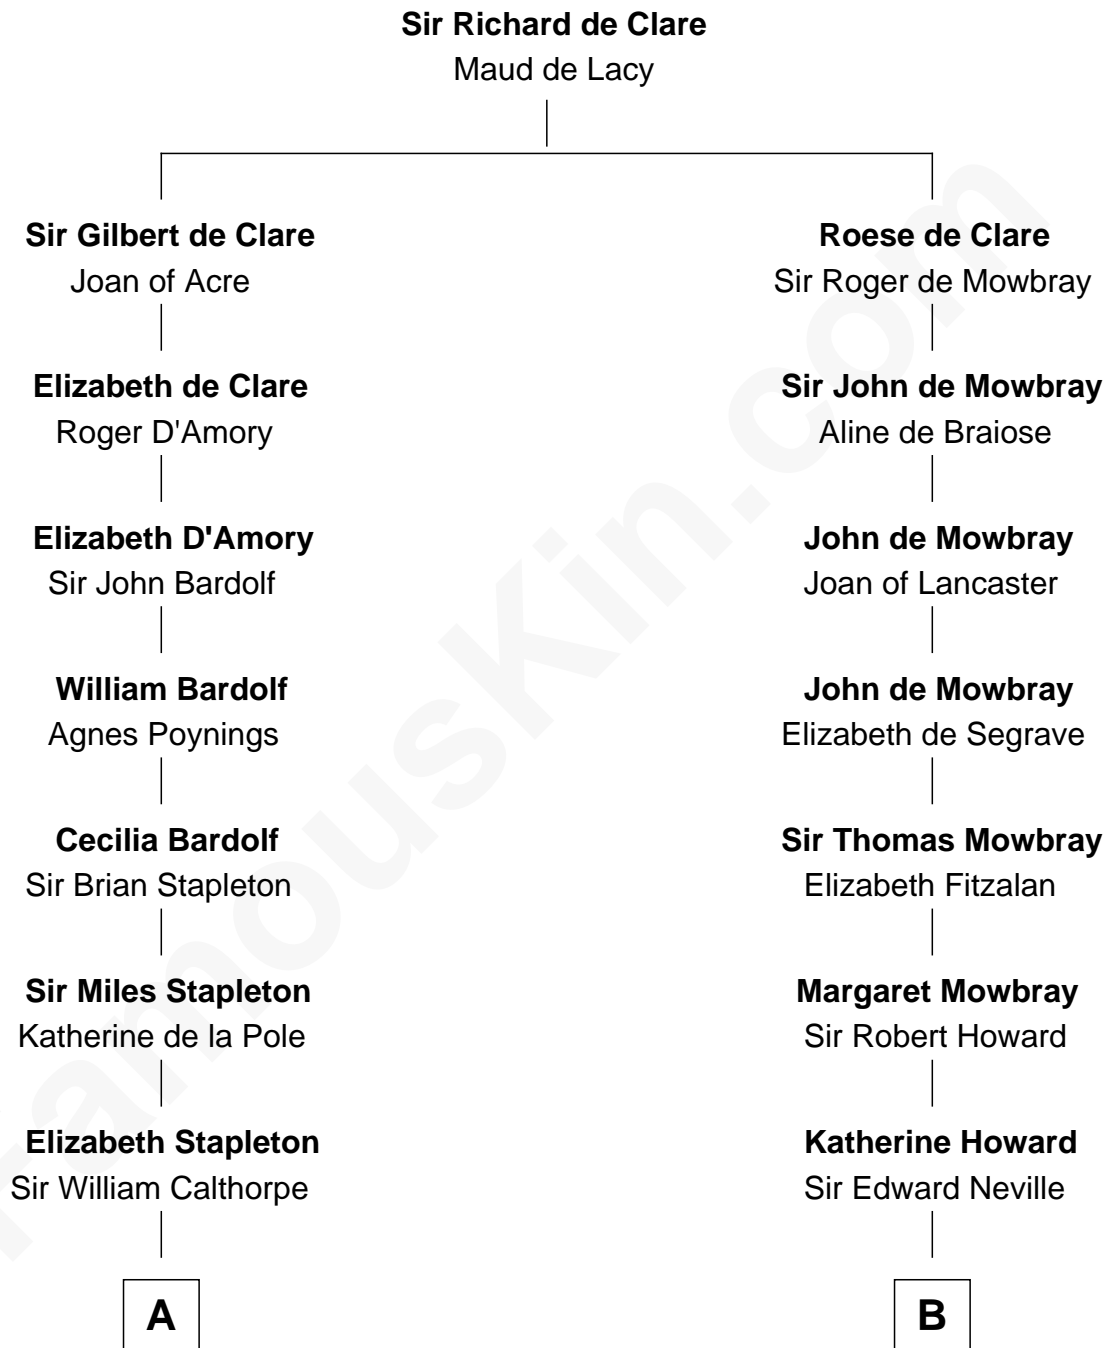 Sir Richard de Clare
Maud de Lacy
Sir Gilbert de Clare
Joan of Acre
Roese de Clare
Sir Roger de Mowbray
Elizabeth de Clare
Roger D'Amory
Sir John de Mowbray
Aline de Braiose
Elizabeth D'Amory
Sir John Bardolf
John de Mowbray
Joan of Lancaster
William Bardolf
Agnes Poynings
John de Mowbray
Elizabeth de Segrave
Cecilia Bardolf
Sir Brian Stapleton
Sir Thomas Mowbray
Elizabeth Fitzalan
Sir Miles Stapleton
Katherine de la Pole
Margaret Mowbray
Sir Robert Howard
Elizabeth Stapleton
Sir William Calthorpe
Katherine Howard
Sir Edward Neville
A
B
FamousKin.com